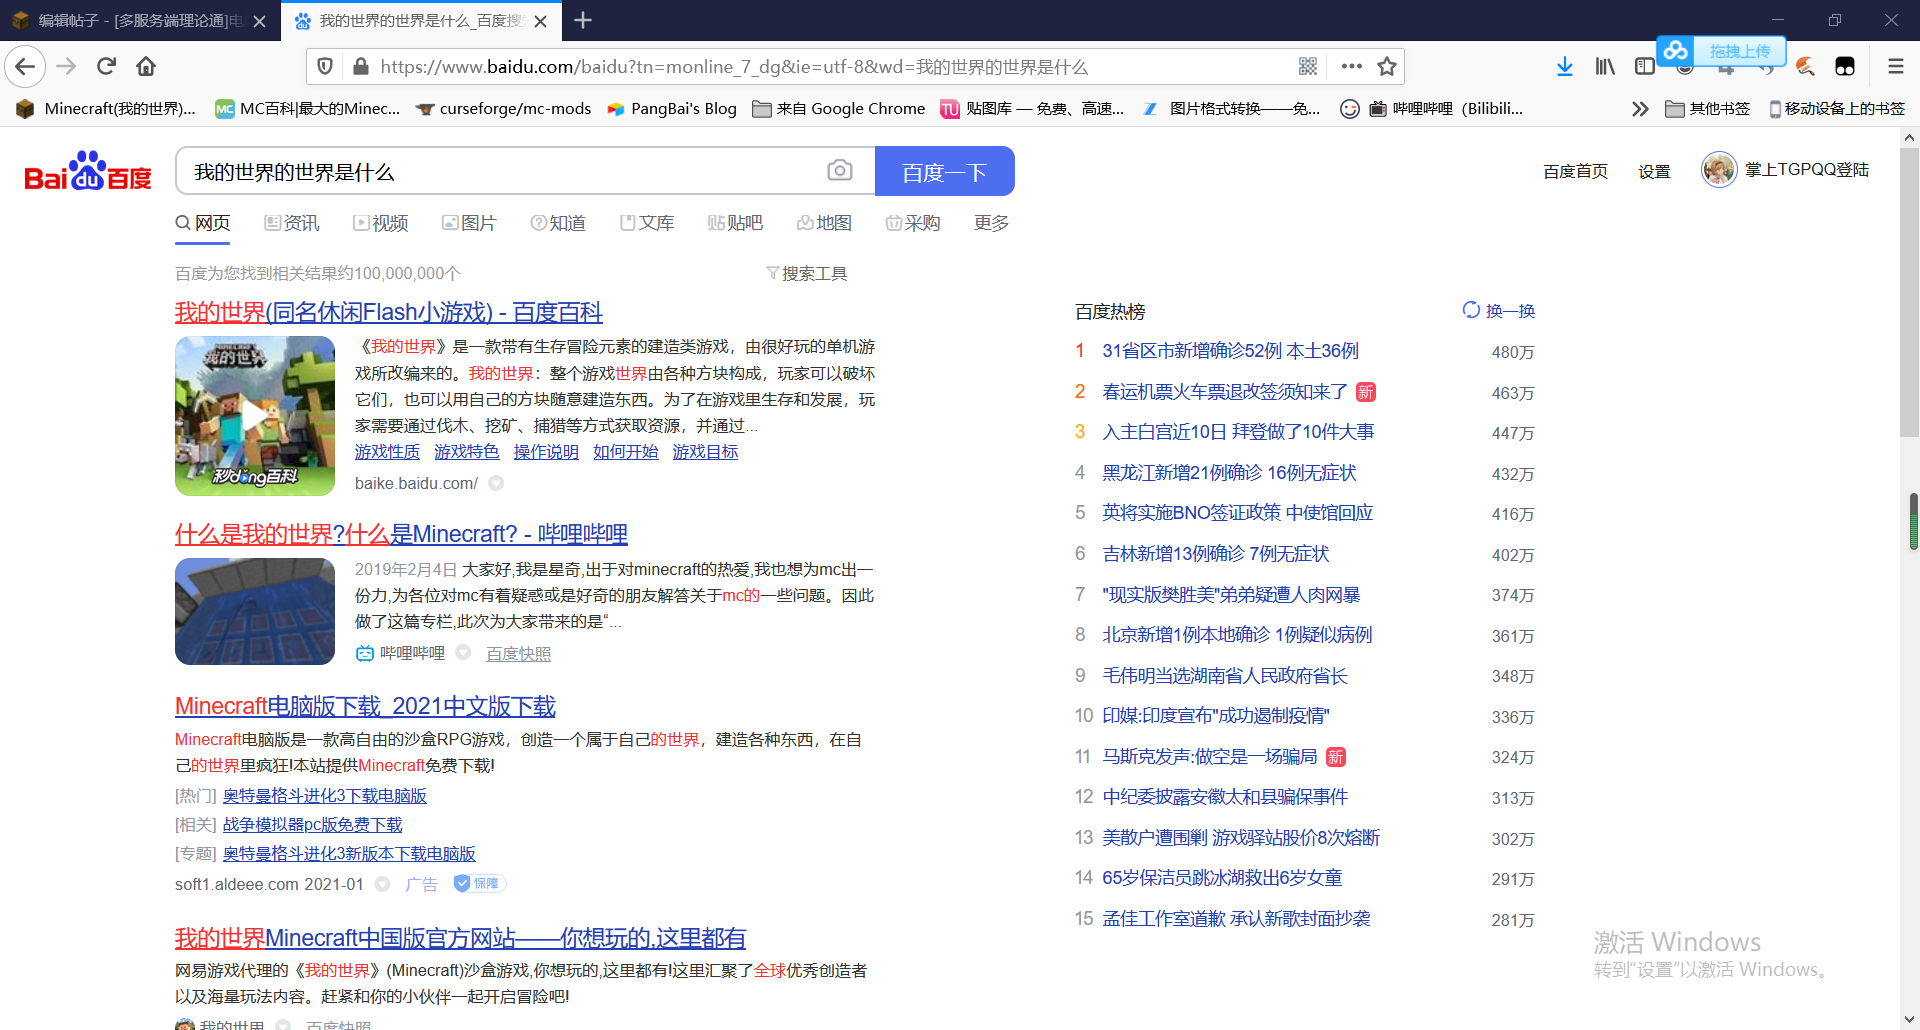 编辑帖子 - [多服务端理论通]电
我的世界的世界是什么_百度搜
https://www.baidu.com/baidu?tn=monline_7_dg&ie=utf-8&wd=我的世界的世界是什么
拖拽上传
Minecraft(我的世界)...
MC百科|最大的Minec...
curseforge/mc-mods
PangBai's Blog
来自 Google Chrome
贴图库 — 免费、高速...
图片格式转换——免...
哔哩哔哩（Bilibili...
其他书签
移动设备上的书签
Bai du 百度
我的世界的世界是什么
百度一下
百度首页
设置
掌上TGPQQ登陆
网页
资讯
视频
图片
知道
文库
贴吧
地图
采购
更多
百度为您找到相关结果约100,000,000个
搜索工具
我的世界(同名休闲Flash小游戏) - 百度百科
MINECRAFT
我的世界
秒dong百科
《我的世界》是一款带有生存冒险元素的建造类游戏，由很好玩的单机游
戏所改编来的。我的世界：整个游戏世界由各种方块构成，玩家可以破坏
它们，也可以用自己的方块随意建造东西。为了在游戏里生存和发展，玩
家需要通过伐木、挖矿、捕猎等方式获取资源，并通过...
游戏性质 游戏特色 操作说明 如何开始 游戏目标
baike.baidu.com/
什么是我的世界?什么是Minecraft? - 哔哩哔哩
2019年2月4日 大家好,我是星奇,出于对minecraft的热爱,我也想为mc出一
份力,为各位对mc有着疑惑或是好奇的朋友解答关于mc的一些问题。因此
做了这篇专栏,此次为大家带来的是“...
哔哩哔哩 百度快照
Minecraft电脑版下载_2021中文版下载
Minecraft电脑版是一款高自由的沙盒RPG游戏，创造一个属于自己的世界，建造各种东西，在自
己的世界里疯狂!本站提供Minecraft免费下载!
[热门] 奥特曼格斗进化3下载电脑版
[相关] 战争模拟器pc版免费下载
[专题] 奥特曼格斗进化3新版本下载电脑版
soft1.aldeee.com 2021-01 广告 保障
我的世界Minecraft中国版官方网站——你想玩的,这里都有
网易游戏代理的《我的世界》(Minecraft)沙盒游戏,你想玩的,这里都有!这里汇聚了全球优秀创造者
以及海量玩法内容。赶紧和你的小伙伴一起开启冒险吧!
我的世界 百度快照
百度热榜
换一换
1 31省区市新增确诊52例 本土36例 480万
2 春运机票火车票退改签须知来了 新 463万
3 入主白宫近10日 拜登做了10件大事 447万
4 黑龙江新增21例确诊 16例无症状 432万
5 英将实施BNO签证政策 中使馆回应 416万
6 吉林新增13例确诊 7例无症状 402万
7 "现实版樊胜美"弟弟疑遭人肉网暴 374万
8 北京新增1例本地确诊 1例疑似病例 361万
9 毛伟明当选湖南省人民政府省长 348万
10 印媒:印度宣布"成功遏制疫情" 336万
11 马斯克发声:做空是一场骗局 新 324万
12 中纪委披露安徽太和县骗保事件 313万
13 美散户遭围剿 游戏驿站股价8次熔断 302万
14 65岁保洁员跳冰湖救出6岁女童 291万
15 孟佳工作室道歉 承认新歌封面抄袭 281万
激活 Windows
转到“设置”以激活 Windows。